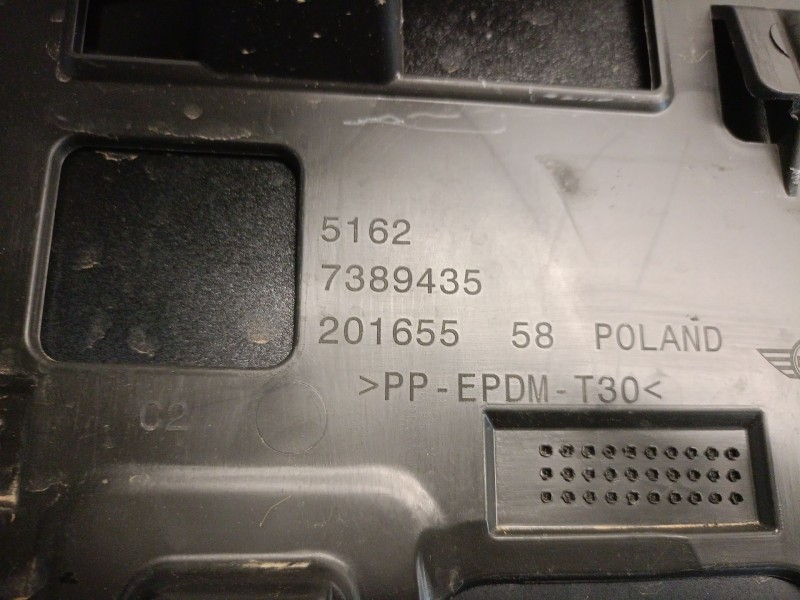 5162
7389435
201655 58 POLAND
>PP-EPDM-T30<
C2